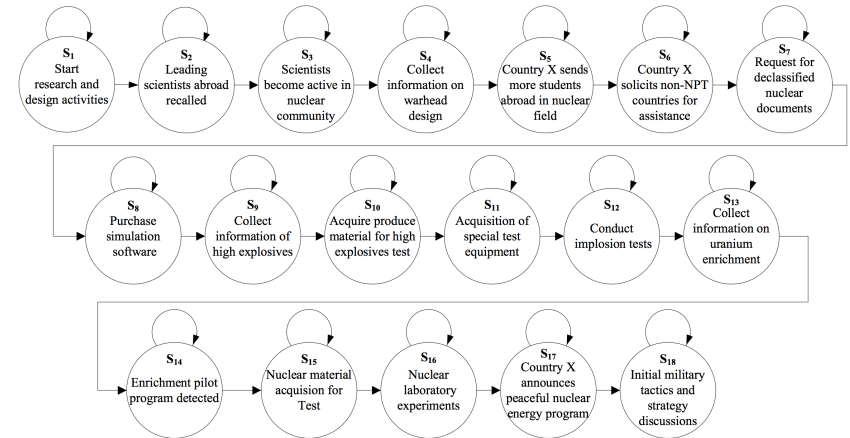 S1
Start
research and
design activities
S2
Leading
scientists abroad
recalled
S3
Scientists
become active in
nuclear
community
S4
Collect
information on
warhead
design
S5
Country X sends
more students
abroad in nuclear
field
S6
Country X
solicits non-NPT
countries for
assistance
S7
Request for
declassified
nuclear
documents
S8
Purchase
simulation
software
S9
Collect
information of
high explosives
S10
Acquire produce
material for high
explosives test
S11
Acquisition of
special test
equipment
S12
Conduct
implosion tests
S13
Collect
information on
uranium
enrichment
S14
Enrichment pilot
program detected
S15
Nuclear material
acquision for
Test
S16
Nuclear
laboratory
experiments
S17
Country X
announces
peaceful nuclear
energy program
S18
Initial military
tactics and
strategy
discussions